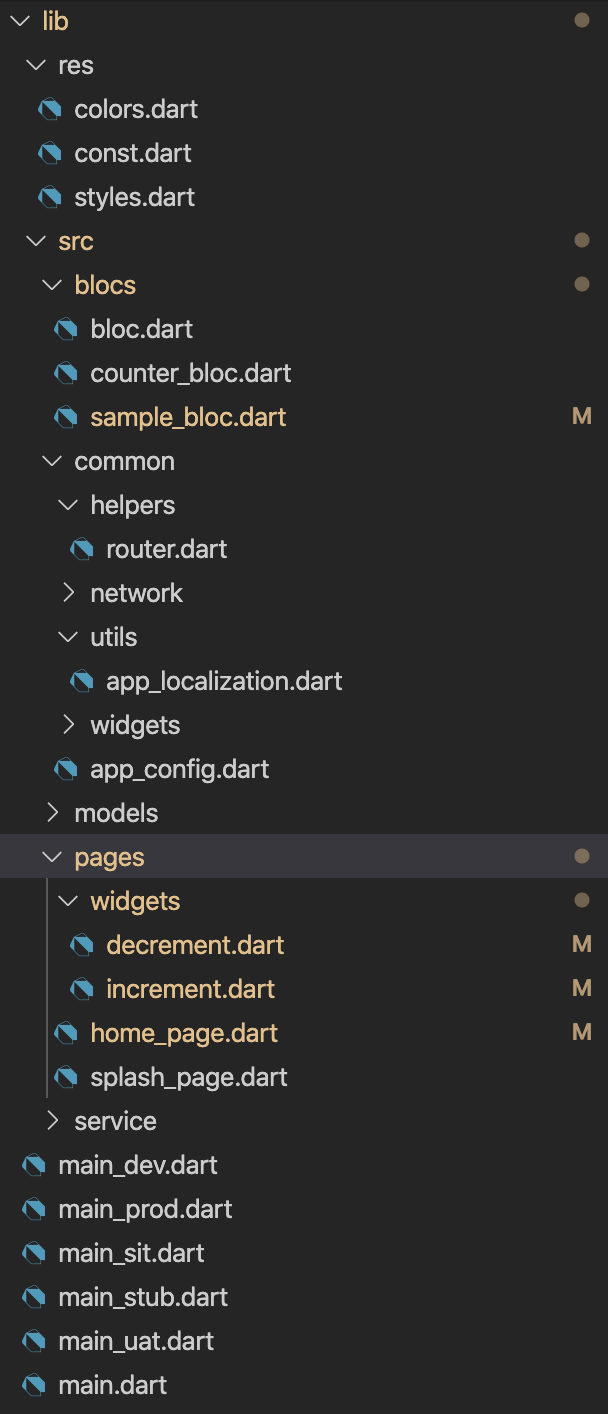 lib
res
colors.dart
const.dart
styles.dart
src
blocs
bloc.dart
counter_bloc.dart
sample_bloc.dart M
common
helpers
router.dart
network
utils
app_localization.dart
widgets
app_config.dart
models
pages
widgets
decrement.dart M
increment.dart M
home_page.dart M
splash_page.dart
service
main_dev.dart
main_prod.dart
main_sit.dart
main_stub.dart
main_uat.dart
main.dart